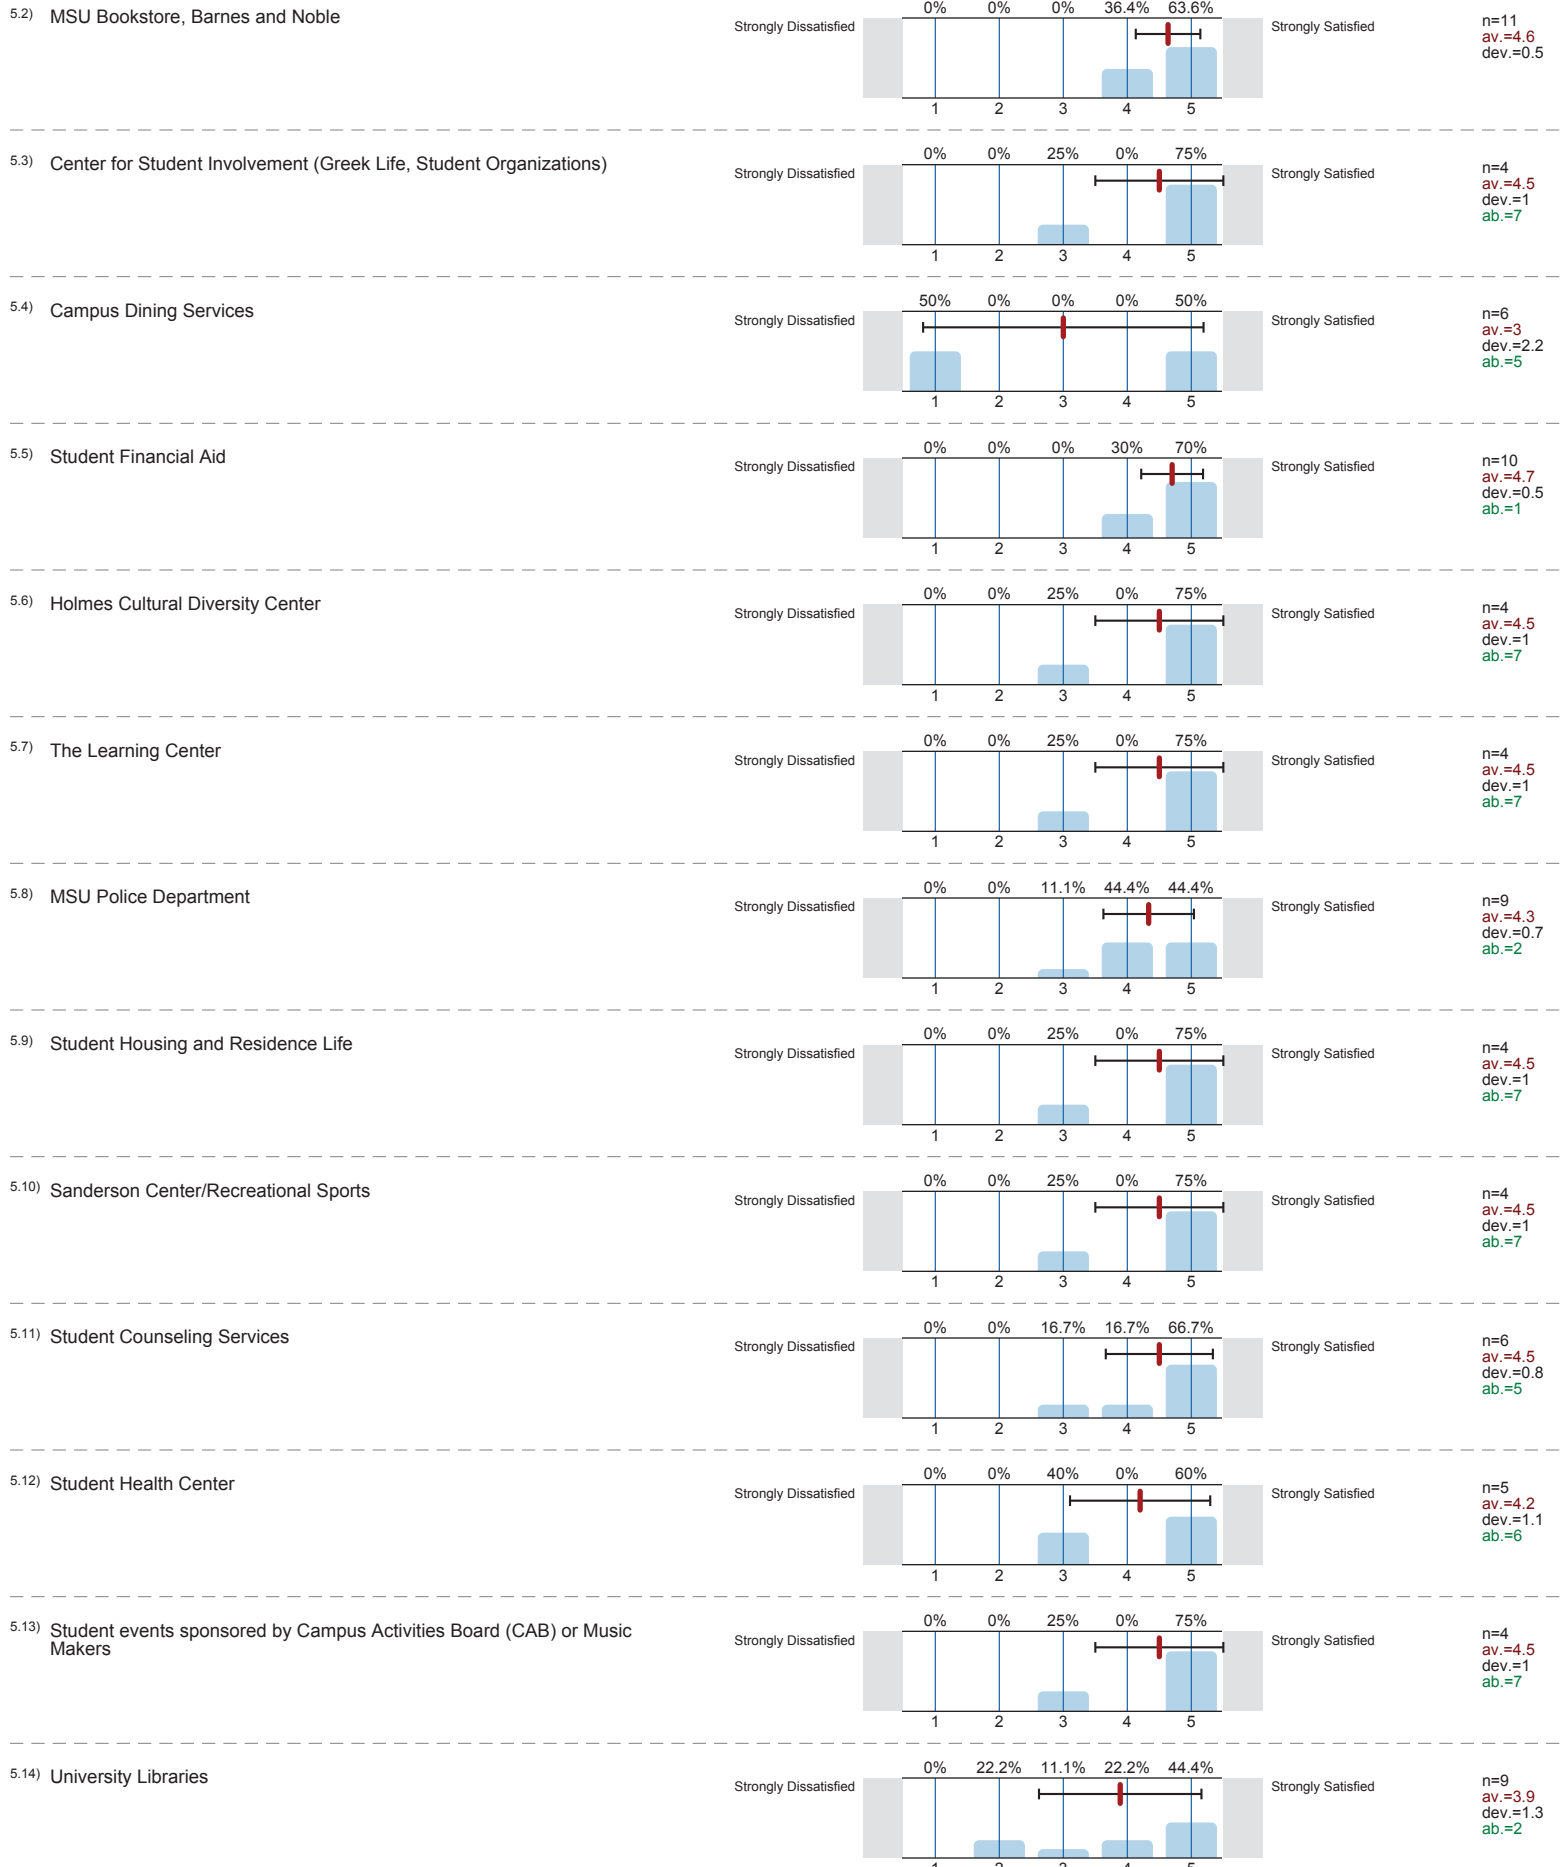 5.2) MSU Bookstore, Barnes and Noble
0% 0% 0% 36.4% 63.6%
Strongly Dissatisfied Strongly Satisfied
n=11
av.=4.6
dev.=0.5
1 2 3 4 5
5.3) Center for Student Involvement (Greek Life, Student Organizations)
0% 0% 25% 0% 75%
Strongly Dissatisfied Strongly Satisfied
n=4
av.=4.5
dev.=1
ab.=7
1 2 3 4 5
5.4) Campus Dining Services
50% 0% 0% 0% 50%
Strongly Dissatisfied Strongly Satisfied
n=6
av.=3
dev.=2.2
ab.=5
1 2 3 4 5
5.5) Student Financial Aid
0% 0% 0% 30% 70%
Strongly Dissatisfied Strongly Satisfied
n=10
av.=4.7
dev.=0.5
ab.=1
1 2 3 4 5
5.6) Holmes Cultural Diversity Center
0% 0% 25% 0% 75%
Strongly Dissatisfied Strongly Satisfied
n=4
av.=4.5
dev.=1
ab.=7
1 2 3 4 5
5.7) The Learning Center
0% 0% 25% 0% 75%
Strongly Dissatisfied Strongly Satisfied
n=4
av.=4.5
dev.=1
ab.=7
1 2 3 4 5
5.8) MSU Police Department
0% 0% 11.1% 44.4% 44.4%
Strongly Dissatisfied Strongly Satisfied
n=9
av.=4.3
dev.=0.7
ab.=2
1 2 3 4 5
5.9) Student Housing and Residence Life
0% 0% 25% 0% 75%
Strongly Dissatisfied Strongly Satisfied
n=4
av.=4.5
dev.=1
ab.=7
1 2 3 4 5
5.10) Sanderson Center/Recreational Sports
0% 0% 25% 0% 75%
Strongly Dissatisfied Strongly Satisfied
n=4
av.=4.5
dev.=1
ab.=7
1 2 3 4 5
5.11) Student Counseling Services
0% 0% 16.7% 16.7% 66.7%
Strongly Dissatisfied Strongly Satisfied
n=6
av.=4.5
dev.=0.8
ab.=5
1 2 3 4 5
5.12) Student Health Center
0% 0% 40% 0% 60%
Strongly Dissatisfied Strongly Satisfied
n=5
av.=4.2
dev.=1.1
ab.=6
1 2 3 4 5
5.13) Student events sponsored by Campus Activities Board (CAB) or Music
Makers
0% 0% 25% 0% 75%
Strongly Dissatisfied Strongly Satisfied
n=4
av.=4.5
dev.=1
ab.=7
1 2 3 4 5
5.14) University Libraries
0% 22.2% 11.1% 22.2% 44.4%
Strongly Dissatisfied Strongly Satisfied
n=9
av.=3.9
dev.=1.3
ab.=2
1 2 3 4 5